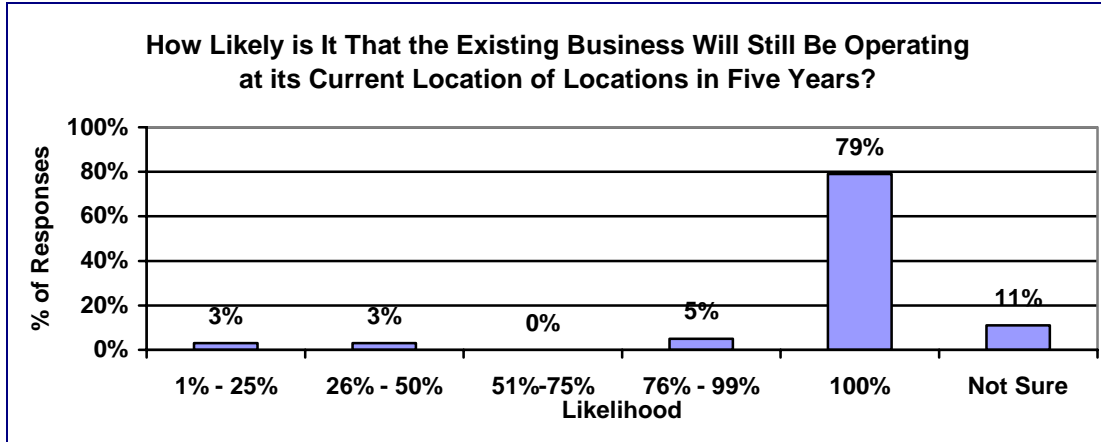 How Likely is It That the Existing Business Will Still Be Operating
at its Current Location of Locations in Five Years?
% of Responses
100%
80%
60%
40%
20%
0%
3%
3%
0%
5%
79%
11%
1% - 25%
26% - 50%
51%-75%
76% - 99%
100%
Not Sure
Likelihood